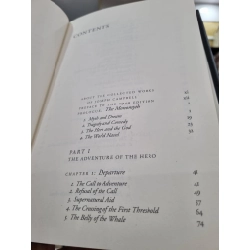 CONTENTS
ABOUT THE COLLECTED WORKS
OF JOSEPH CAMPBELL
PREFACE TO THE 1949 EDITION
PROLOGUE: The Monomyth
1 Myth and Dream
2 Tragedy and Comedy
3 The Hero and the God
4 The World Navel
PART I
THE ADVENTURE OF THE HERO
CHAPTER 1: Departure
1 The Call to Adventure
2 Refusal of the Call
3 Supernatural Aid
4 The Crossing of the First Threshold
5 The Belly of the Whale
74